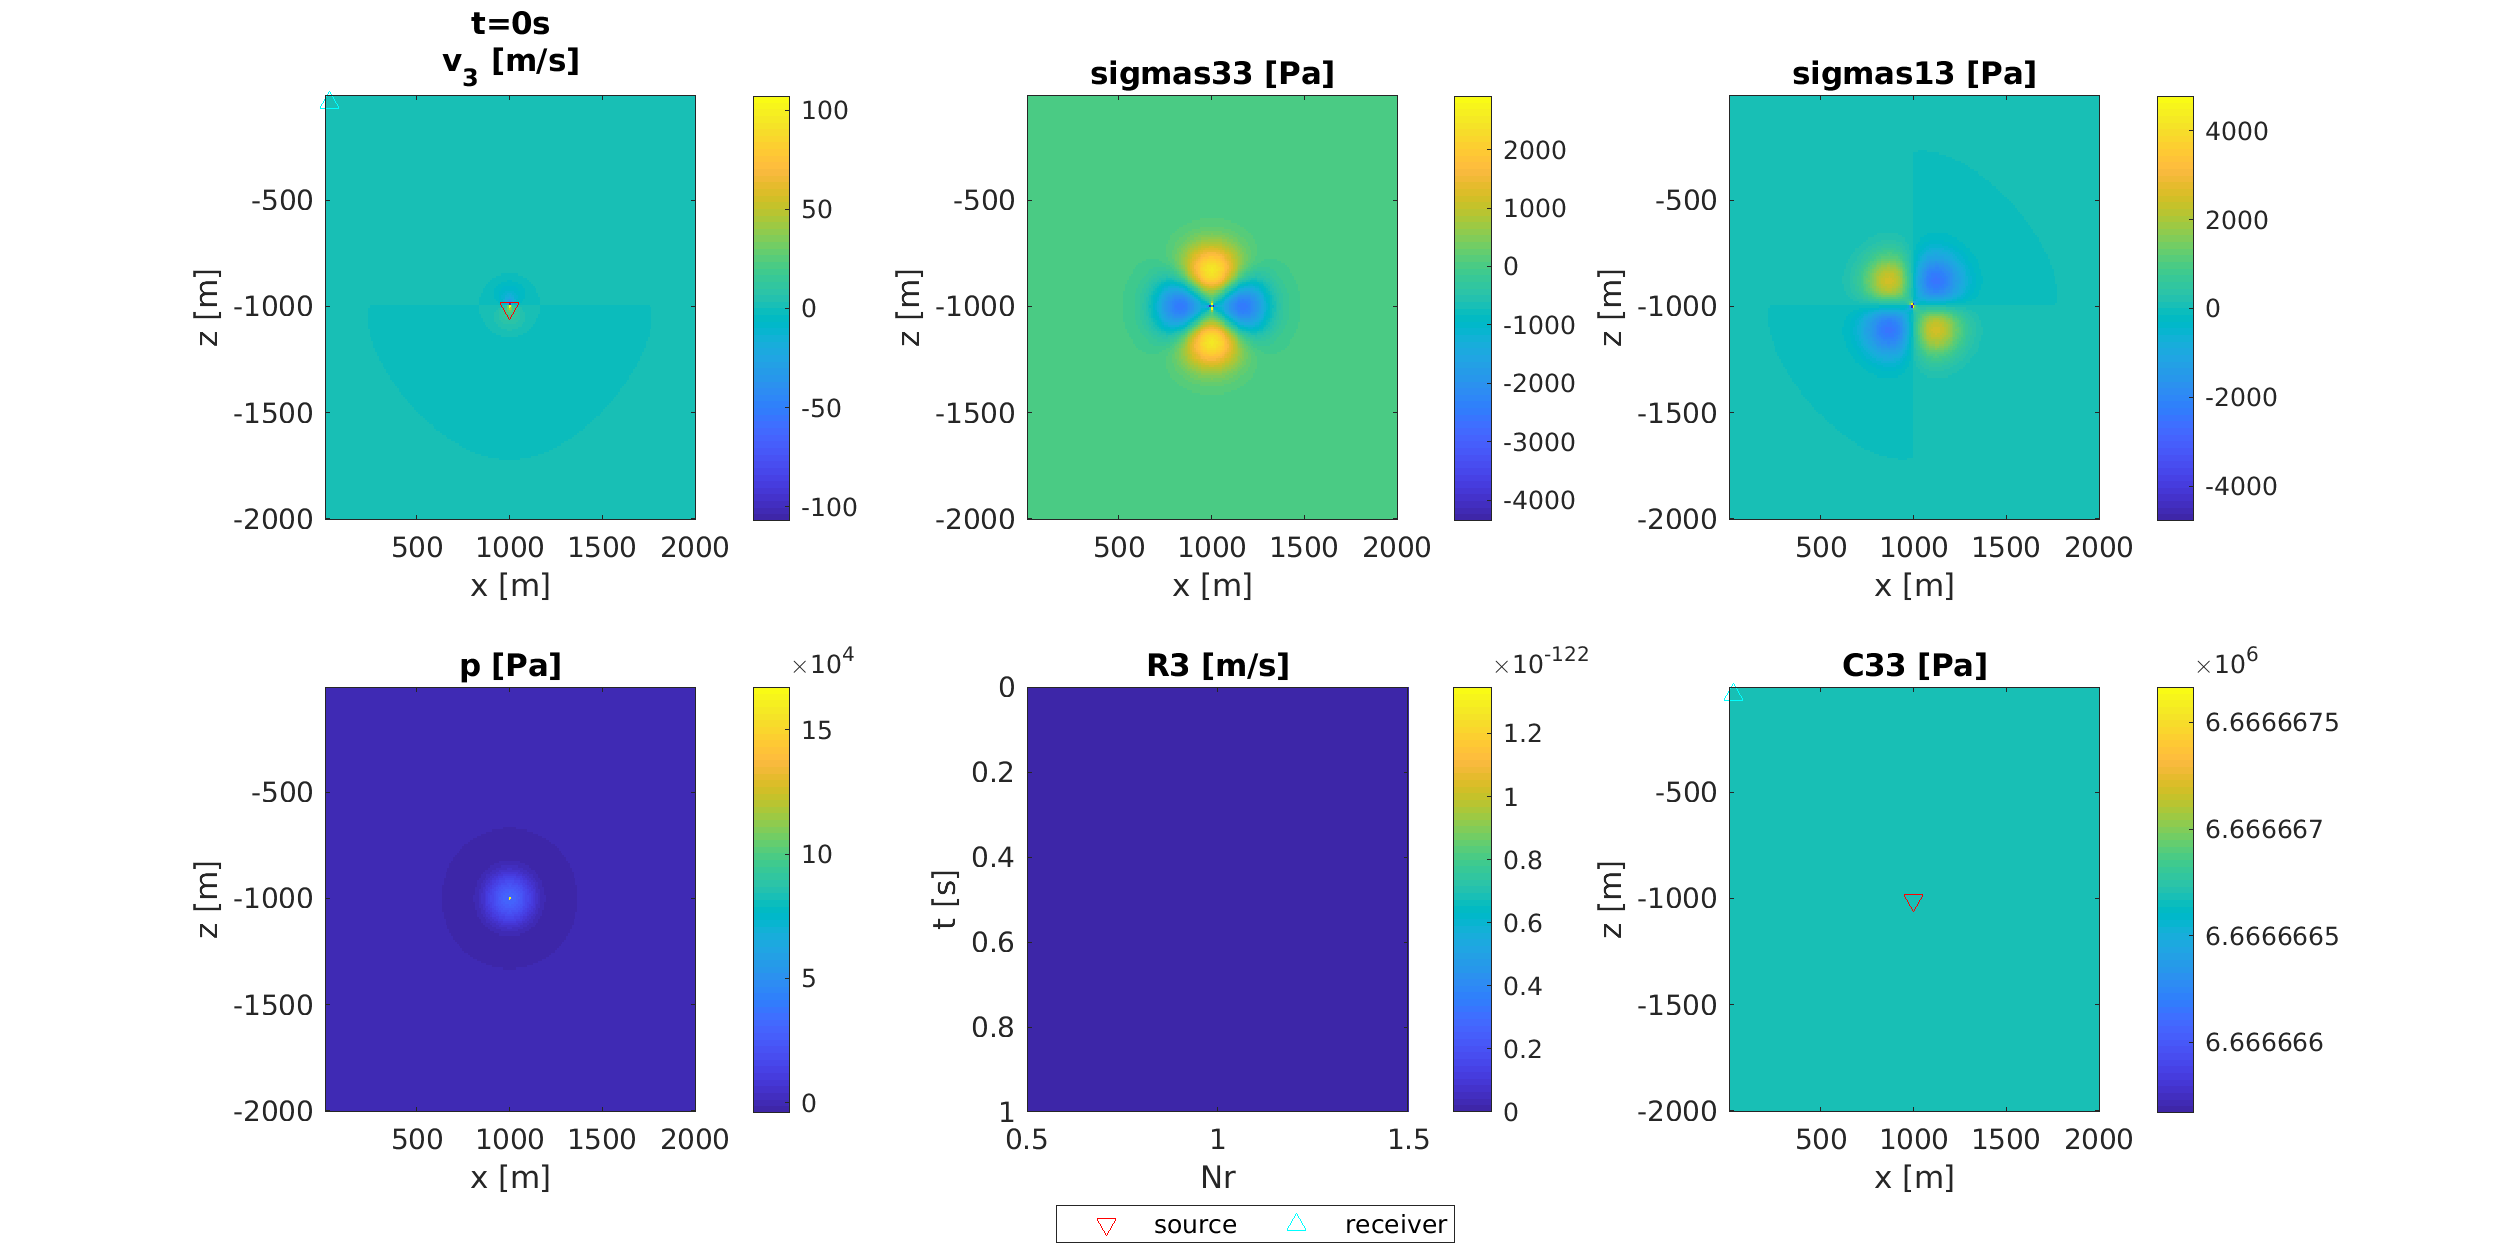 t=0s
v3 [m/s]
-500
-1000
-1500
-2000
z [m]
500 1000 1500 2000
x [m]
100
50
0
-50
-100
sigmas33 [Pa]
-500
-1000
-1500
-2000
z [m]
500 1000 1500 2000
x [m]
2000
1000
0
-1000
-2000
-3000
-4000
sigmas13 [Pa]
-500
-1000
-1500
-2000
z [m]
500 1000 1500 2000
x [m]
4000
2000
0
-2000
-4000
p [Pa]
-500
-1000
-1500
-2000
z [m]
500 1000 1500 2000
x [m]
×10^4
15
10
5
0
R3 [m/s]
0
0.2
0.4
0.6
0.8
1
t [s]
0.5 1 1.5
Nr
×10^-122
1.2
1
0.8
0.6
0.4
0.2
0
C33 [Pa]
-500
-1000
-1500
-2000
z [m]
500 1000 1500 2000
x [m]
×10^6
6.6666675
6.666667
6.6666665
6.666666
source receiver